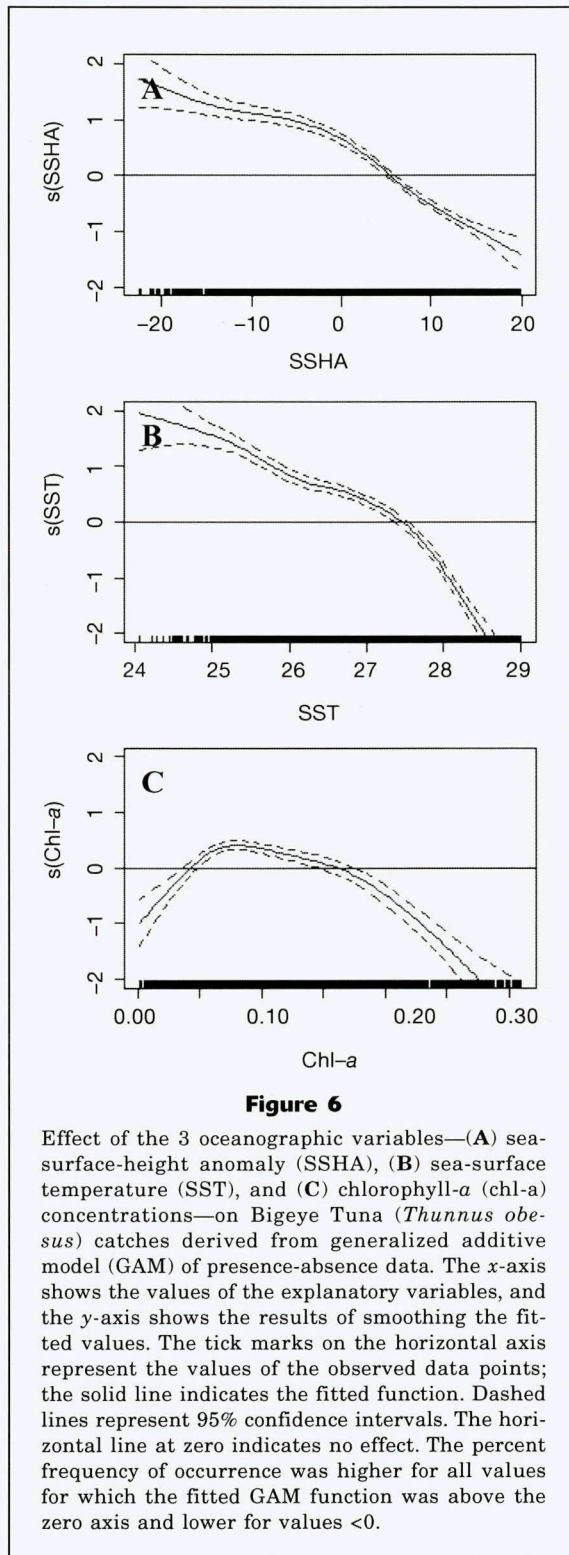 A
s(SSHA)
2
1
0
−1
−2
−20 −10 0 10 20
SSHA
B
s(SST)
2
1
0
−1
−2
24 25 26 27 28 29
SST
C
s(Chl–a)
2
1
0
−1
−2
0.00 0.10 0.20 0.30
Chl–a
Figure 6
Effect of the 3 oceanographic variables—(A) sea-
surface-height anomaly (SSHA), (B) sea-surface
temperature (SST), and (C) chlorophyll-a (chl-a)
concentrations—on Bigeye Tuna (Thunnus obe-
sus) catches derived from generalized additive
model (GAM) of presence-absence data. The x-axis
shows the values of the explanatory variables, and
the y-axis shows the results of smoothing the fit-
ted values. The tick marks on the horizontal axis
represent the values of the observed data points;
the solid line indicates the fitted function. Dashed
lines represent 95% confidence intervals. The hori-
zontal line at zero indicates no effect. The percent
frequency of occurrence was higher for all values
for which the fitted GAM function was above the
zero axis and lower for values <0.